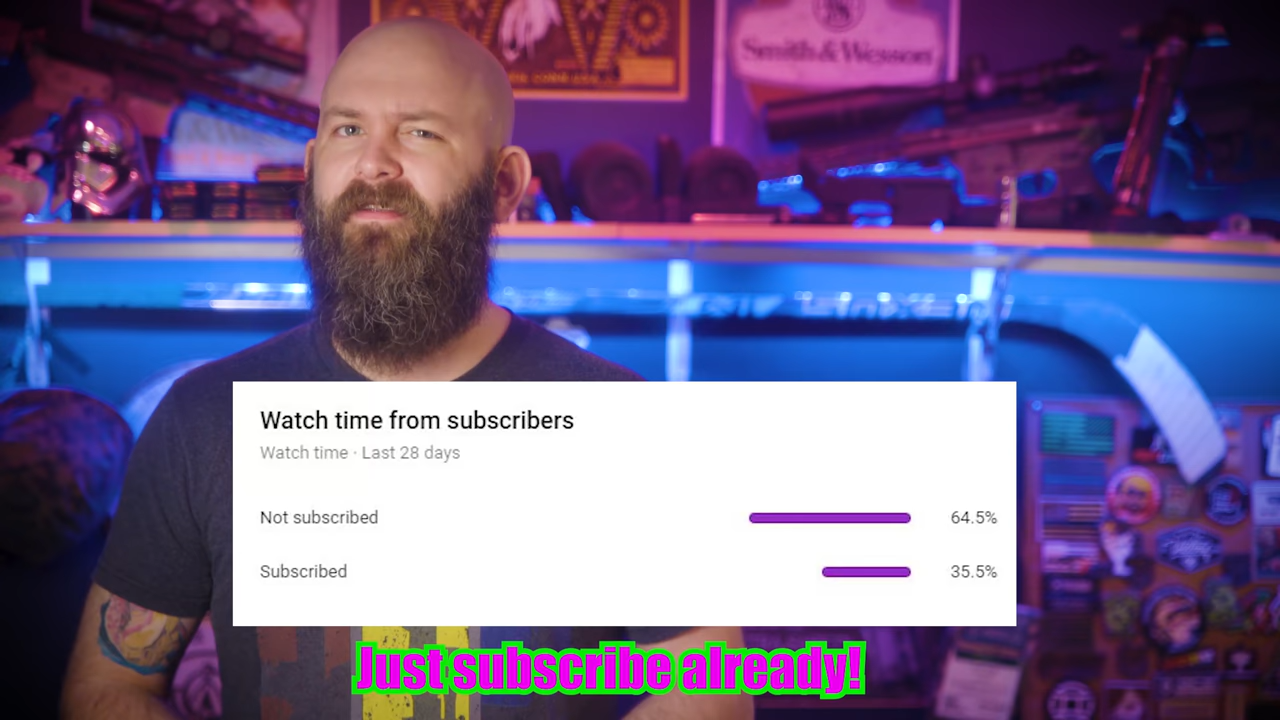 Smith & Wesson
Watch time from subscribers
Watch time · Last 28 days
Not subscribed 64.5%
Subscribed 35.5%
Just subscribe already!